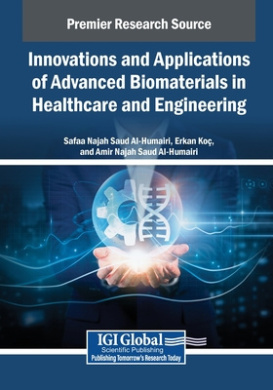 Premier Research Source
Innovations and Applications
of Advanced Biomaterials in
Healthcare and Engineering
Safaa Najah Saud Al-Humairi, Erkan Koç,
and Amir Najah Saud Al-Humairi
IGI Global
Scientific Publishing
Publishing Tomorrow's Research Today